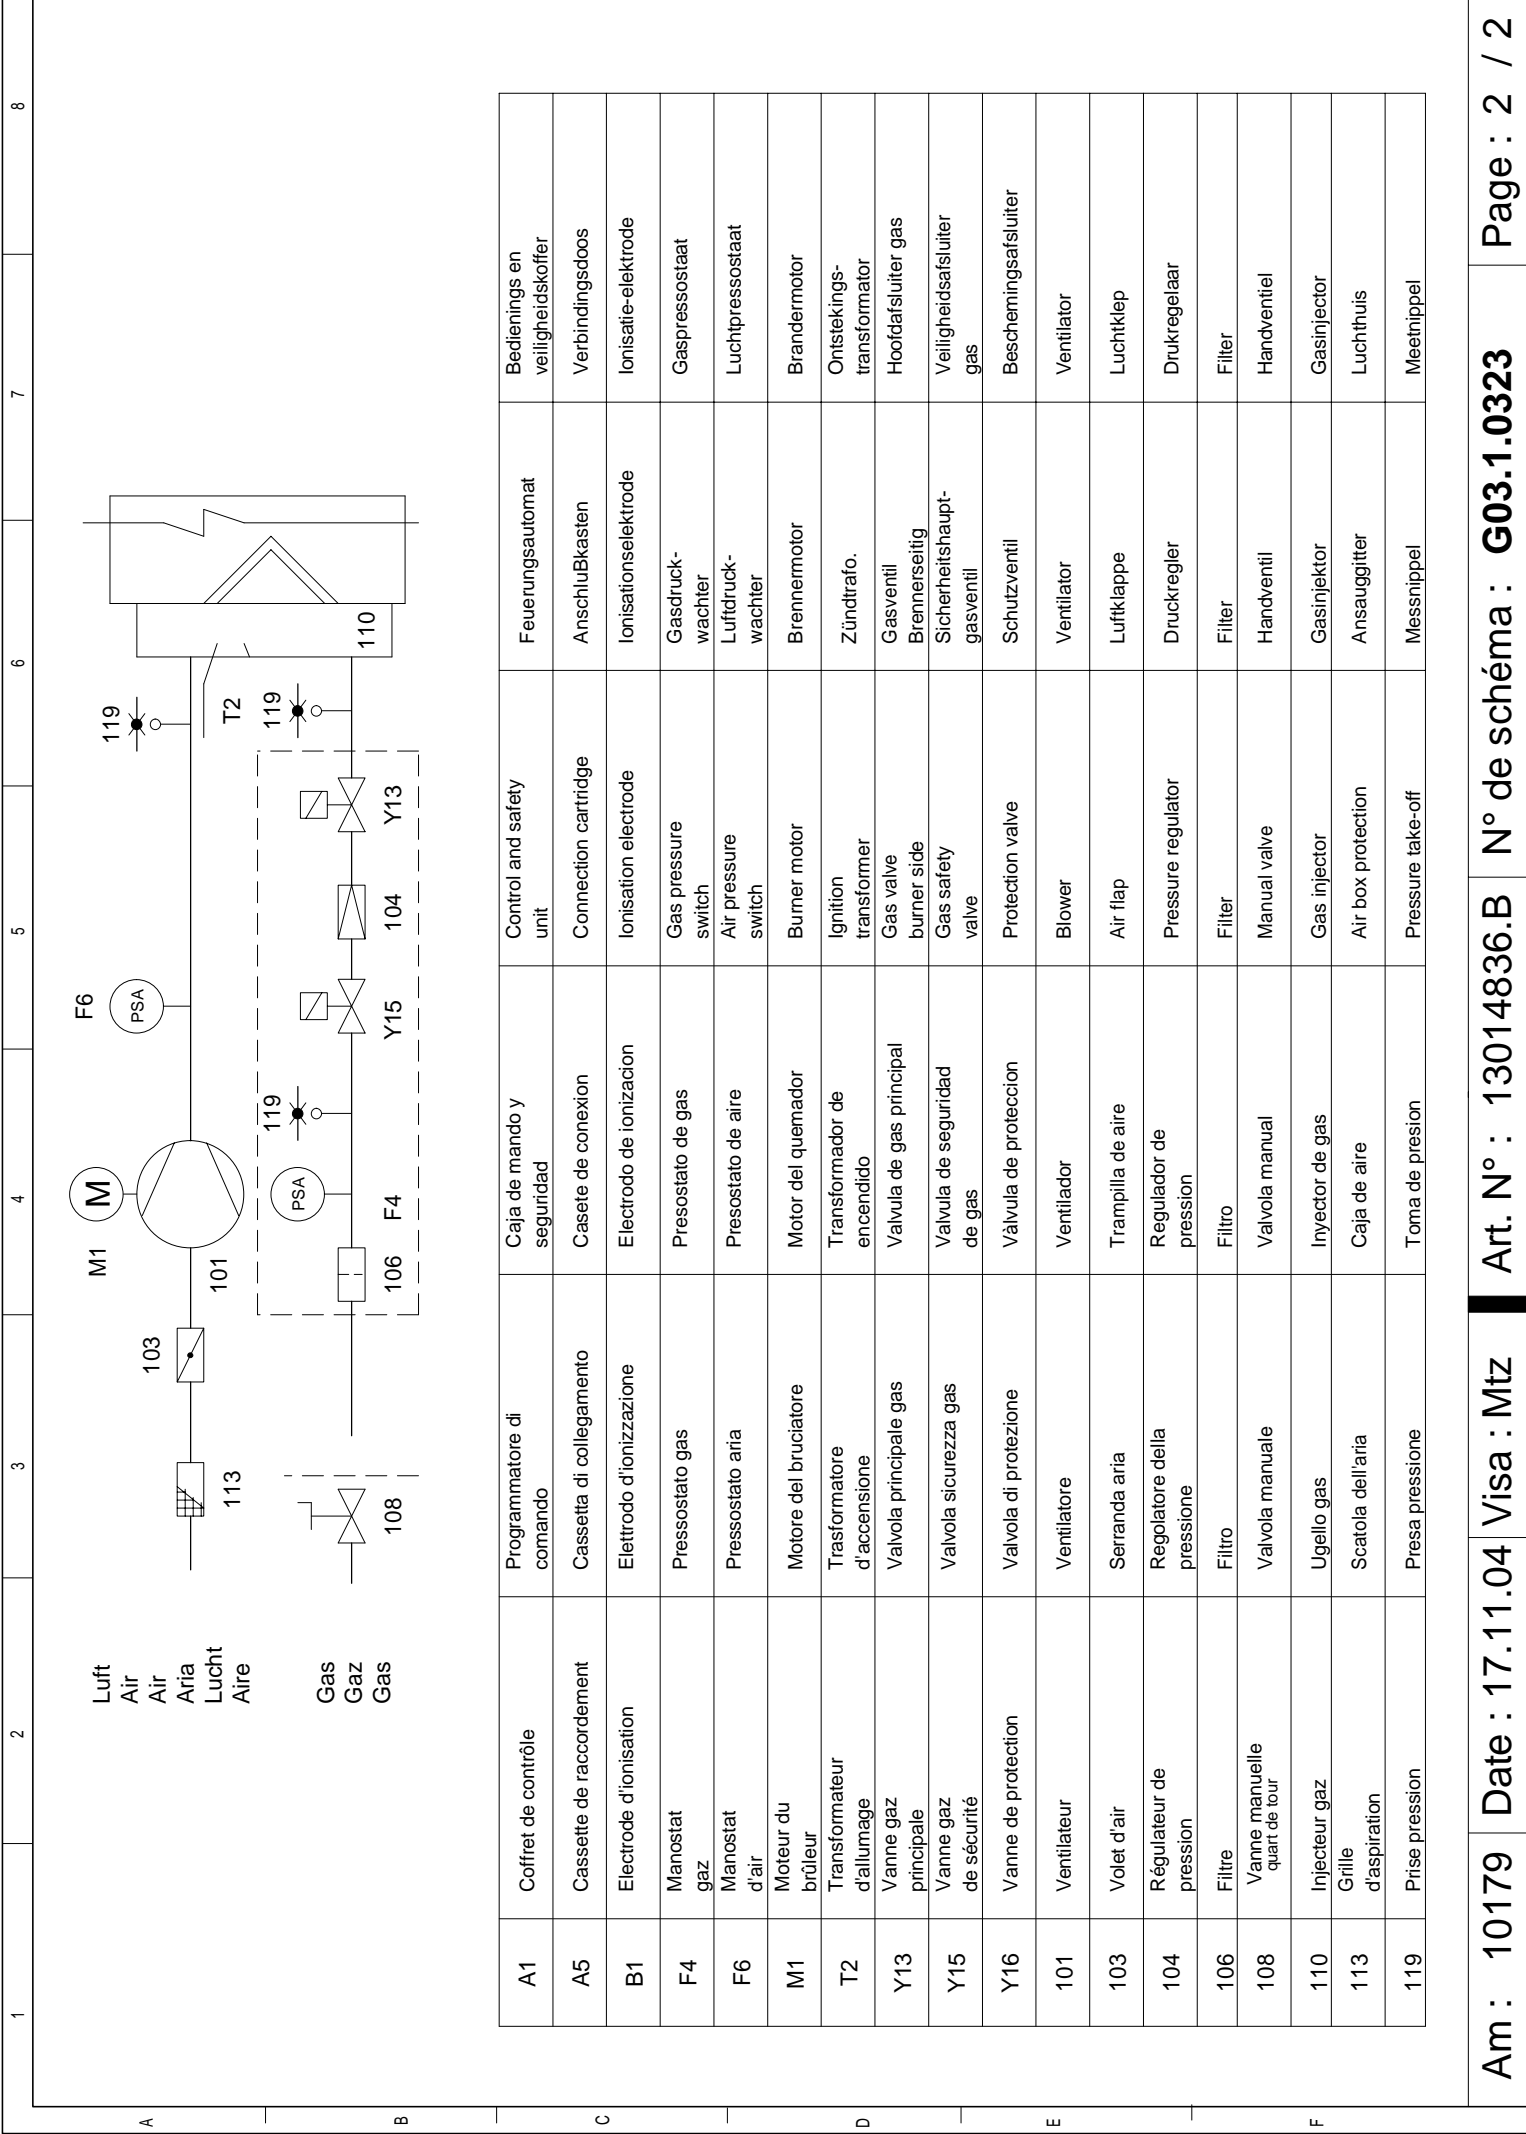 1 2 3 4 5 6 7 8
A
B
C
D
E
F
Luft
Air
Air
Aria
Lucht
Aire
Gas
Gaz
Gas
113
103
101
M1
M
F6
PSA
119
T2
108
106
PSA
F4
119
Y15
104
Y13
119
110
A1 Coffret de contrôle Programmatore di comando Caja de mando y seguridad Control and safety unit Feuerungsautomat Bedienings en veiligheidskoffer
A5 Cassette de raccordement Cassetta di collegamento Casete de conexion Connection cartridge AnschluBkasten Verbindingsdoos
B1 Electrode d'ionisation Elettrodo d'ionizzazione Electrodo de ionizacion Ionisation electrode Ionisationselektrode Ionisatie-elektrode
F4 Manostat gaz Pressostato gas Presostato de gas Gas pressure switch Gasdruck-wachter Gaspressostaat
F6 Manostat d'air Pressostato aria Presostato de aire Air pressure switch Luftdruck-wachter Luchtpressostaat
M1 Moteur du brûleur Motore del bruciatore Motor del quemador Burner motor Brennermotor Brandermotor
T2 Transformateur d'allumage Trasformatore d'accensione Transformador de encendido Ignition transformer Zündtrafo. Ontstekings-transformator
Y13 Vanne gaz principale Valvola principale gas Valvula de gas principal Gas valve burner side Gasventil Brennerseitig Hoofdafsluiter gas
Y15 Vanne gaz de sécurité Valvola sicurezza gas Valvula de seguridad de gas Gas safety valve Sicherheitshaupt-gasventil Veiligheidsafsluiter gas
Y16 Vanne de protection Valvola di protezione Vàlvula de proteccion Protection valve Schutzventil Beschemingsafsluiter
101 Ventilateur Ventilatore Ventilador Blower Ventilator Ventilator
103 Volet d'air Serranda aria Trampilla de aire Air flap Luftklappe Luchtklep
104 Régulateur de pression Regolatore della pressione Regulador de pression Pressure regulator Druckregler Drukregelaar
106 Filtre Filtro Filtro Filter Filter Filter
108 Vanne manuelle quart de tour Valvola manuale Valvola manual Manual valve Handventil Handventiel
110 Injecteur gaz Ugello gas Inyector de gas Gas injector Gasinjektor Gasinjector
113 Grille d'aspiration Scatola dell'aria Caja de aire Air box protection Ansauggitter Luchthuis
119 Prise pression Presa pressione Toma de presion Pressure take-off Messnippel Meetnippel
Am : 10179 Date : 17.11.04 Visa : Mtz Art. N° : 13014836.B N° de schéma : G03.1.0323 Page : 2 / 2